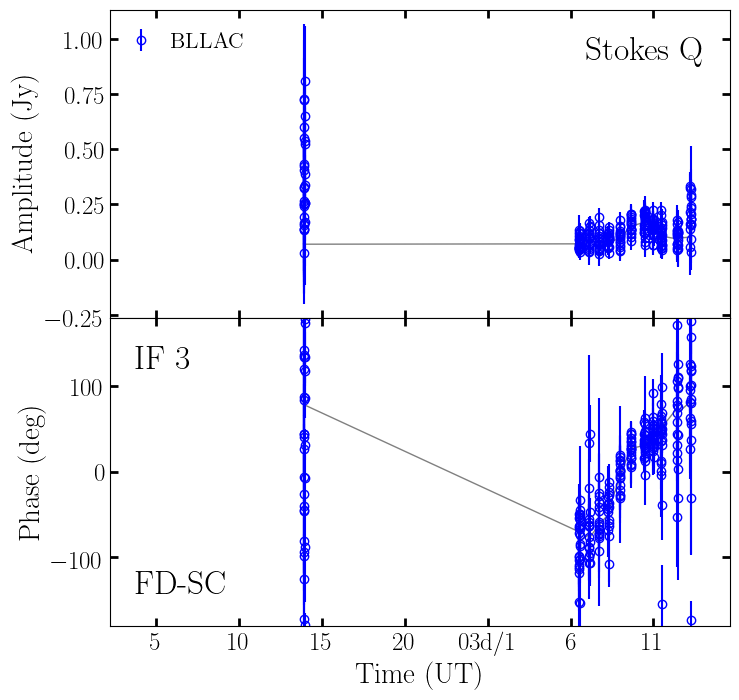 BLLAC
Stokes Q
1.00
0.75
0.50
0.25
0.00
−0.25
Amplitude (Jy)
IF 3
100
0
−100
Phase (deg)
FD-SC
5 10 15 20 03d/1 6 11
Time (UT)